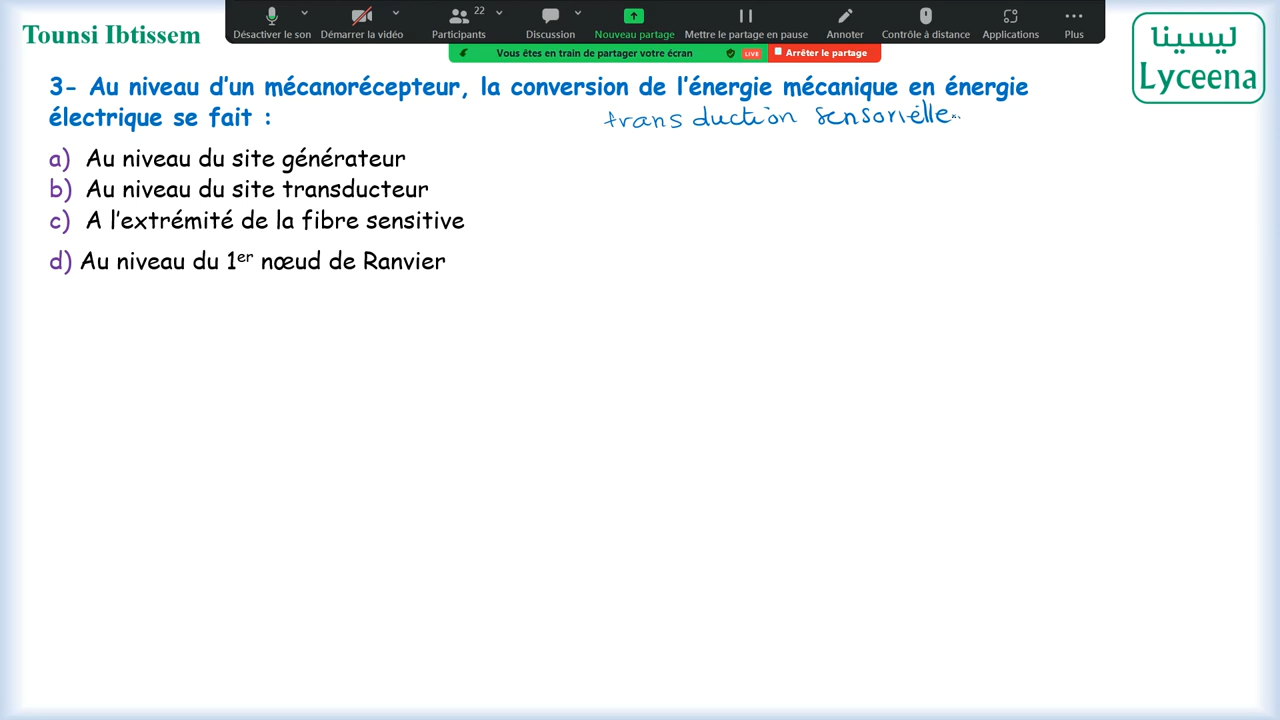 Tounsi Ibtissem
Désactiver le son
Démarrer la vidéo
22
Participants
Discussion
Nouveau partage
Mettre le partage en pause
Annoter
Contrôle à distance
Applications
Plus
Vous êtes en train de partager votre écran
LIVE
Arrêter le partage
ليسينا
Lyceena
3- Au niveau d'un mécanorécepteur, la conversion de l'énergie mécanique en énergie
électrique se fait :
transduction sensorielle..
a) Au niveau du site générateur
b) Au niveau du site transducteur
c) A l'extrémité de la fibre sensitive
d) Au niveau du 1er nœud de Ranvier